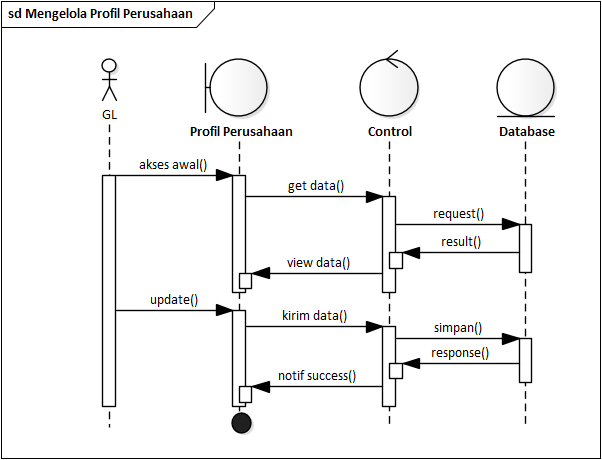 sd Mengelola Profil Perusahaan
GL
Profil Perusahaan
Control
Database
akses awal()
get data()
request()
result()
view data()
update()
kirim data()
simpan()
response()
notif success()